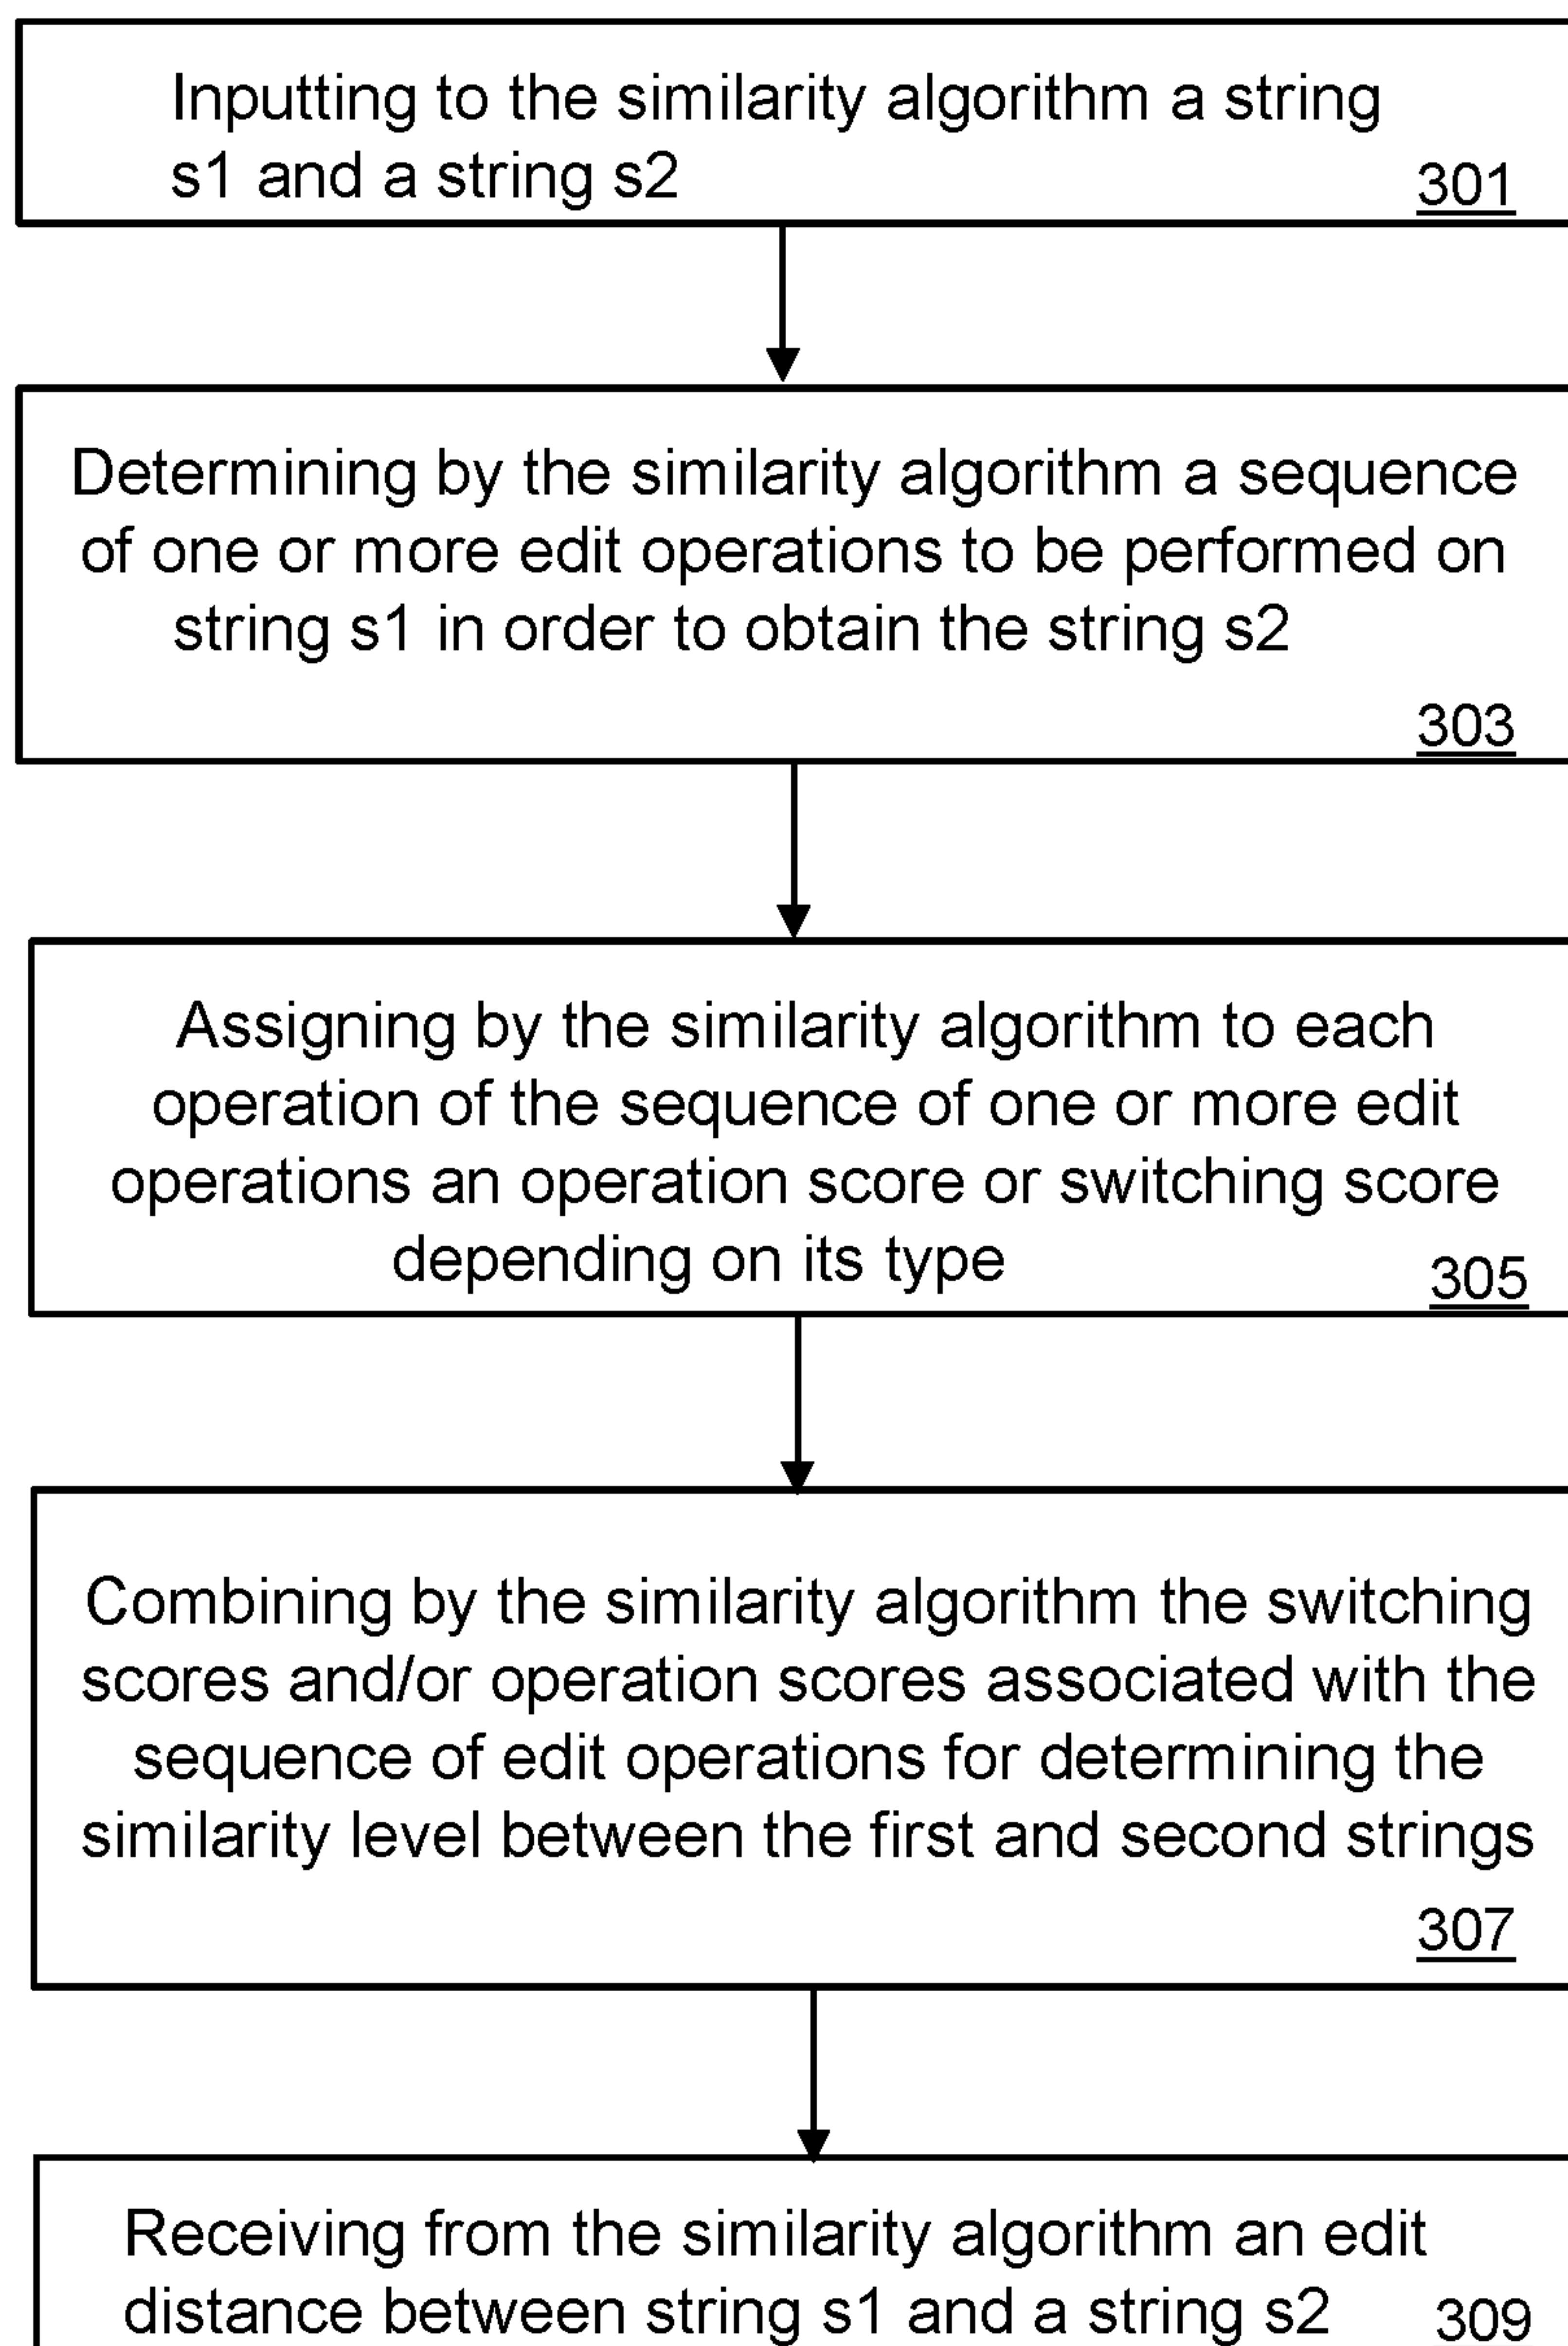 Inputting to the similarity algorithm a string
s1 and a string s2
301
Determining by the similarity algorithm a sequence
of one or more edit operations to be performed on
string s1 in order to obtain the string s2
303
Assigning by the similarity algorithm to each
operation of the sequence of one or more edit
operations an operation score or switching score
depending on its type
305
Combining by the similarity algorithm the switching
scores and/or operation scores associated with the
sequence of edit operations for determining the
similarity level between the first and second strings
307
Receiving from the similarity algorithm an edit
distance between string s1 and a string s2
309